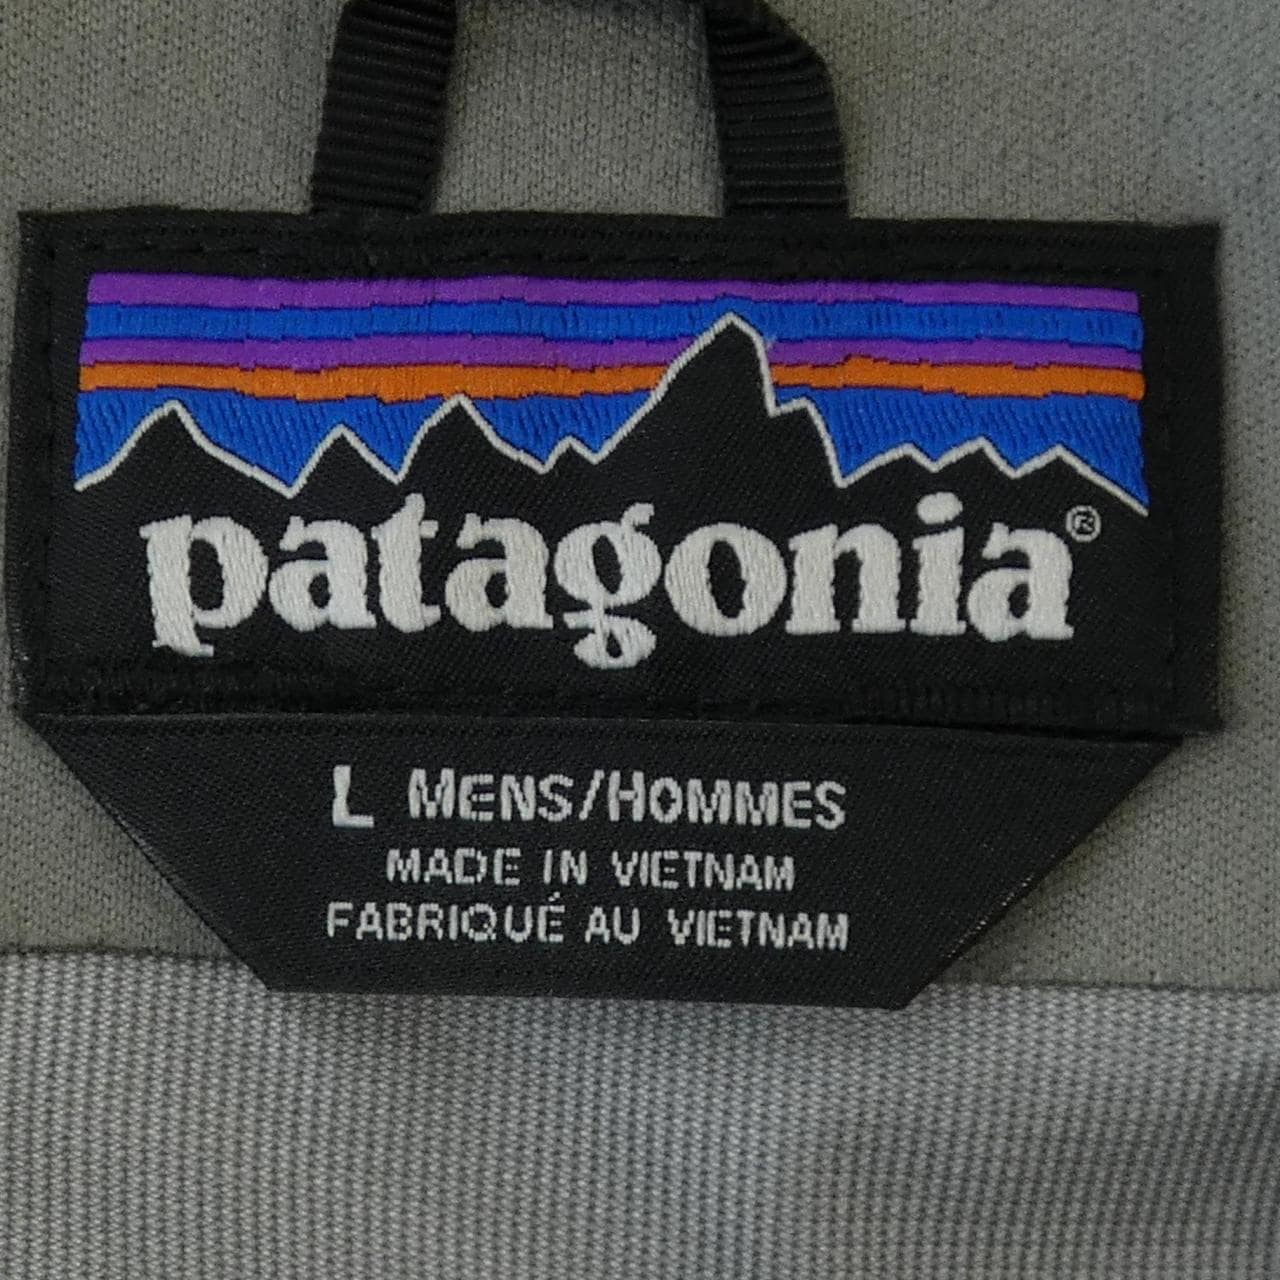 patagonia®
L MENS/HOMMES
MADE IN VIETNAM
FABRIQUÉ AU VIETNAM